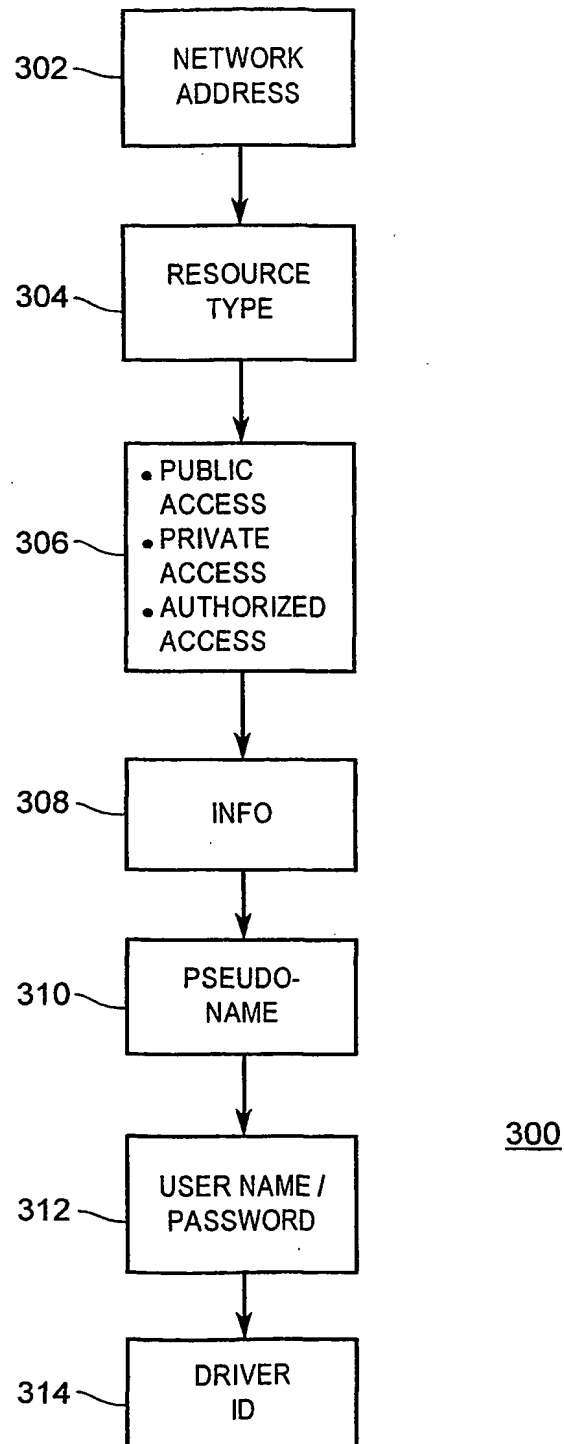 302
NETWORK
ADDRESS
304
RESOURCE
TYPE
306
• PUBLIC
ACCESS
• PRIVATE
ACCESS
• AUTHORIZED
ACCESS
308
INFO
310
PSEUDO-
NAME
300
312
USER NAME /
PASSWORD
314
DRIVER
ID